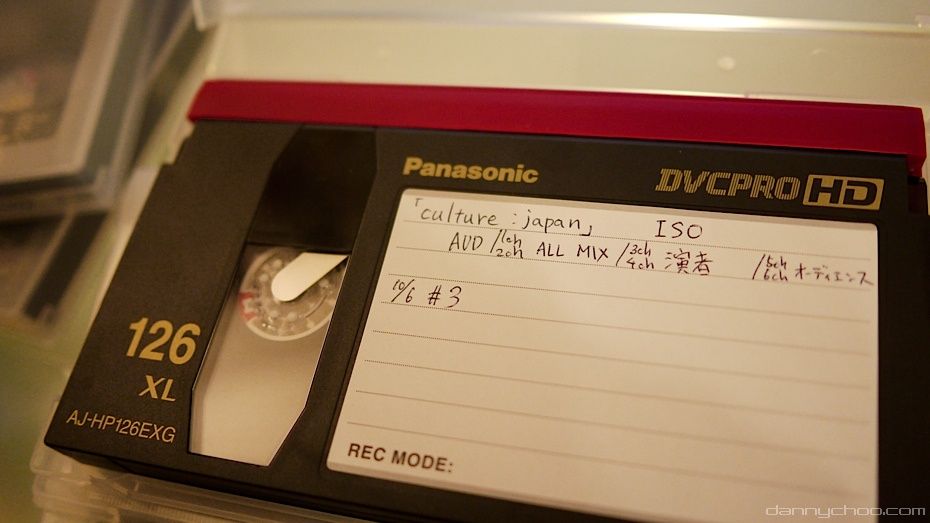 Panasonic
DVCPRO HD
「culture : japan」 ISO
AUD / 1ch 2ch ALL MIX / 3ch 4ch 演者 / 5ch 6ch オーディエンス
10/6 #3
126
XL
AJ-HP126EXG
REC MODE:
dannychoo.com